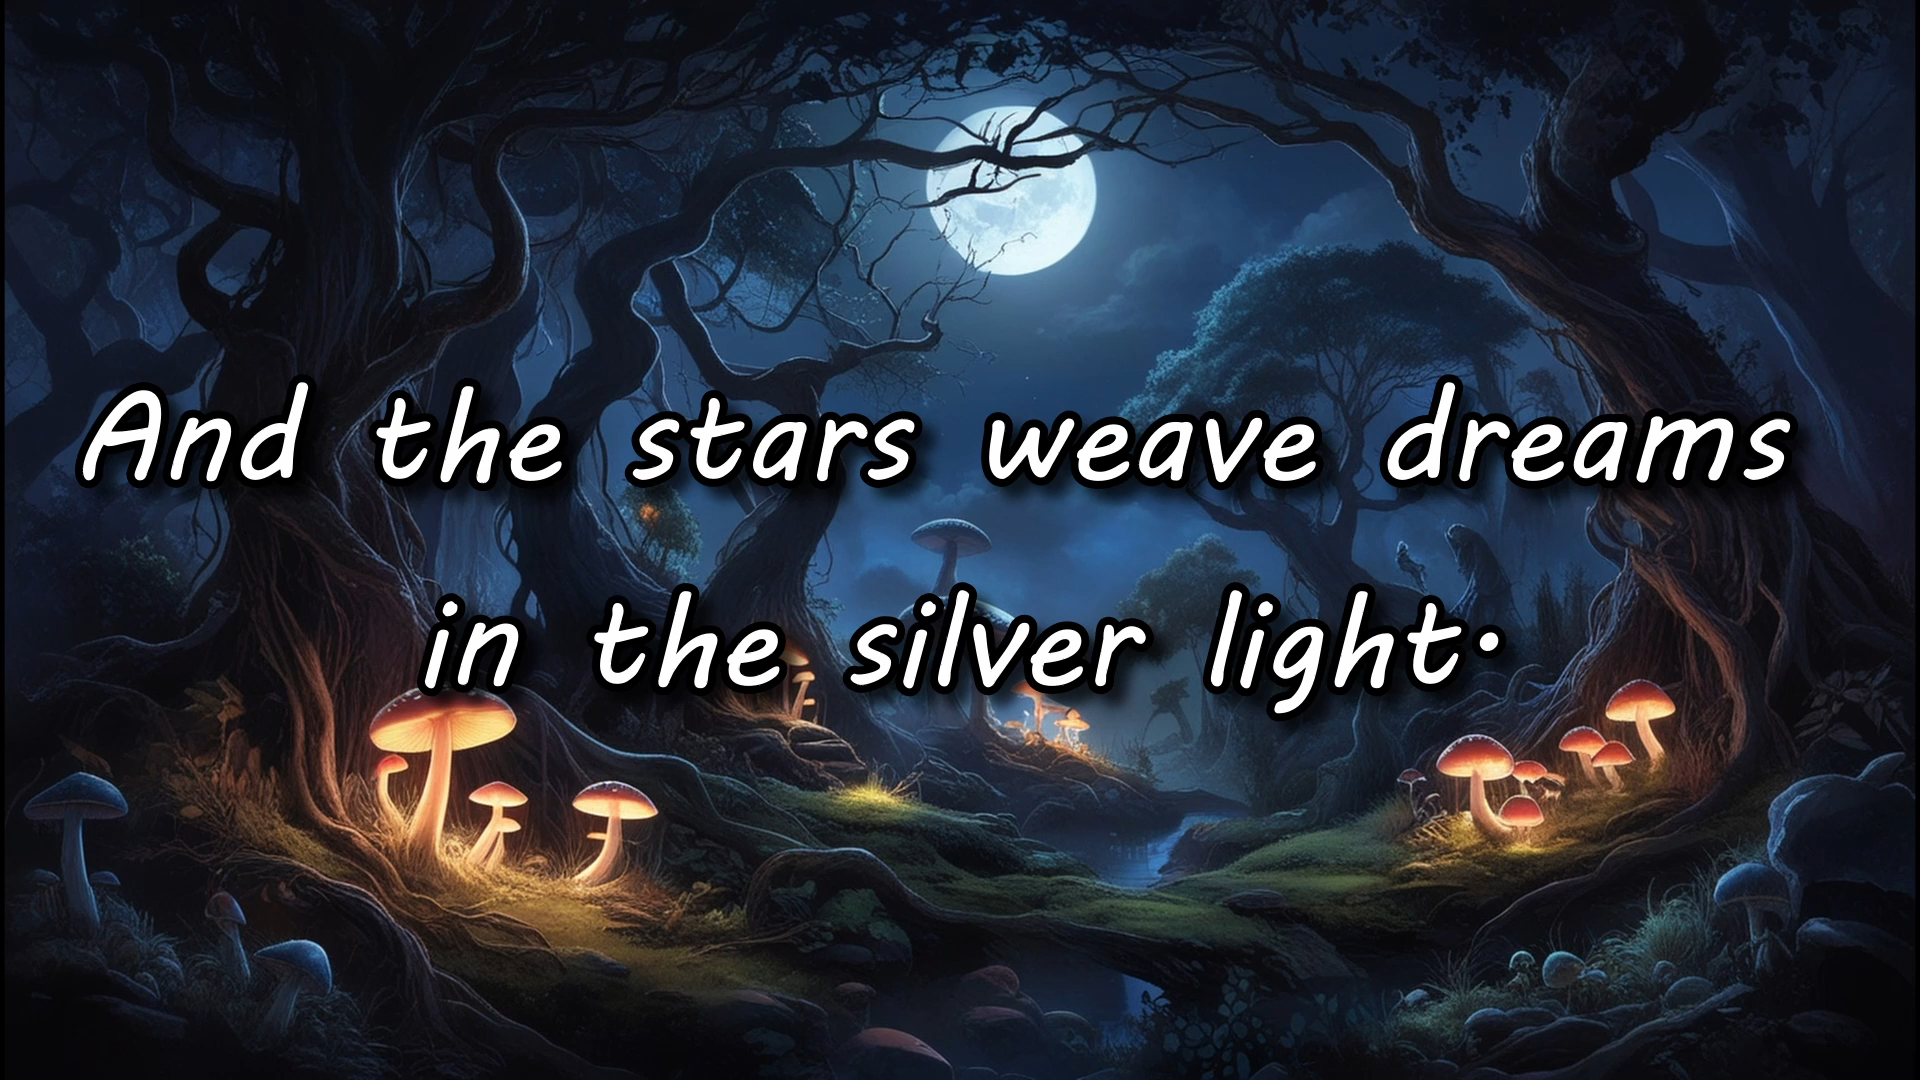 And the stars weave dreams
in the silver light·